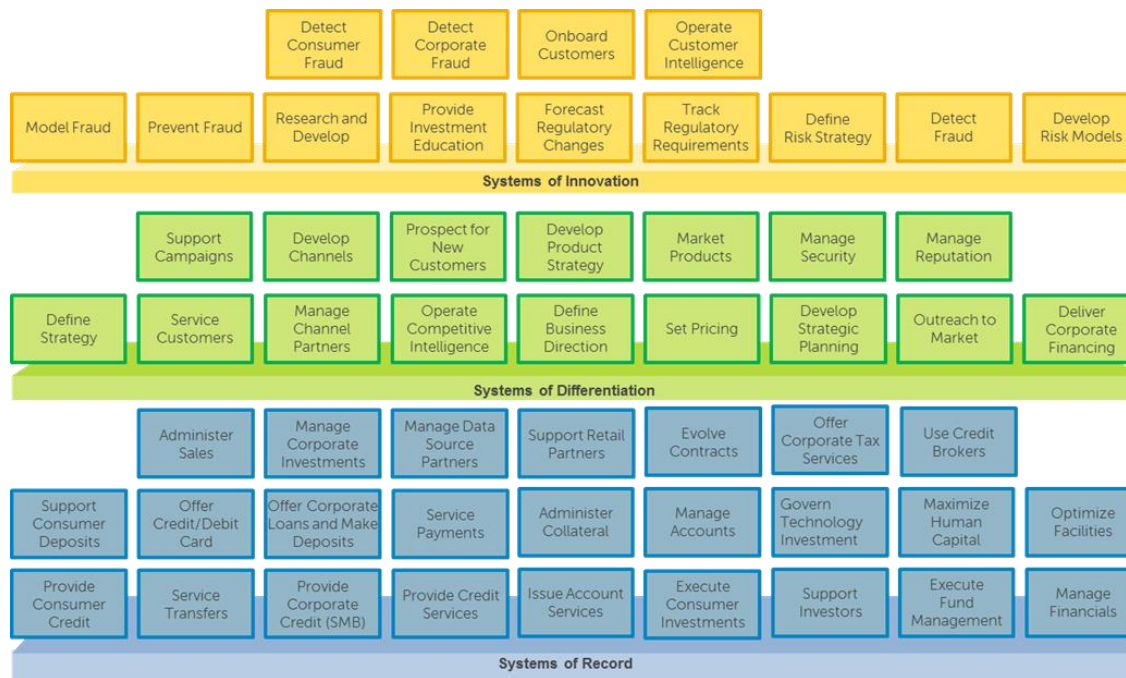 Detect
Consumer
Fraud
Detect
Corporate
Fraud
Onboard
Customers
Operate
Customer
Intelligence
Model Fraud
Prevent Fraud
Research and
Develop
Provide
Investment
Education
Forecast
Regulatory
Changes
Track
Regulatory
Requirements
Define
Risk Strategy
Detect
Fraud
Develop
Risk Models
Systems of Innovation
Support
Campaigns
Develop
Channels
Prospect for
New
Customers
Develop
Product
Strategy
Market
Products
Manage
Security
Manage
Reputation
Define
Strategy
Service
Customers
Manage
Channel
Partners
Operate
Competitive
Intelligence
Define
Business
Direction
Set Pricing
Develop
Strategic
Planning
Outreach to
Market
Deliver
Corporate
Financing
Systems of Differentiation
Administer
Sales
Manage
Corporate
Investments
Manage Data
Source
Partners
Support Retail
Partners
Evolve
Contracts
Offer
Corporate Tax
Services
Use Credit
Brokers
Support
Consumer
Deposits
Offer
Credit/Debit
Card
Offer Corporate
Loans and Make
Deposits
Service
Payments
Administer
Collateral
Manage
Accounts
Govern
Technology
Investment
Maximize
Human
Capital
Optimize
Facilities
Provide
Consumer
Credit
Service
Transfers
Provide
Corporate
Credit (SMB)
Provide Credit
Services
Issue Account
Services
Execute
Consumer
Investments
Support
Investors
Execute
Fund
Management
Manage
Financials
Systems of Record